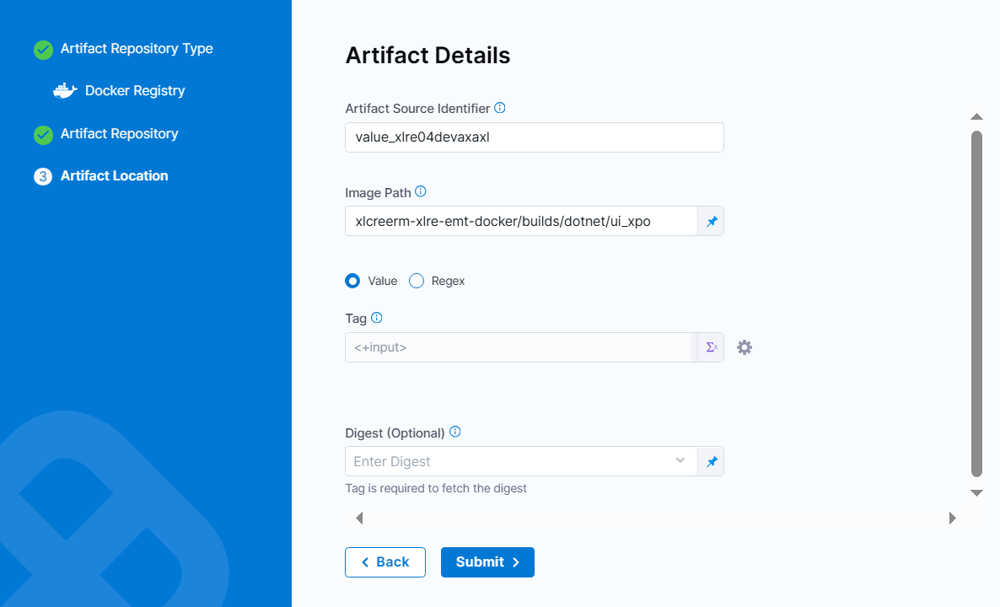 Artifact Repository Type
Docker Registry
Artifact Repository
3 Artifact Location
Artifact Details
Artifact Source Identifier
value_xlre04devaxaxl
Image Path
xlcreerm-xlre-emt-docker/builds/dotnet/ui_xpo
Value Regex
Tag
<+input>
Digest (Optional)
Enter Digest
Tag is required to fetch the digest
Back Submit